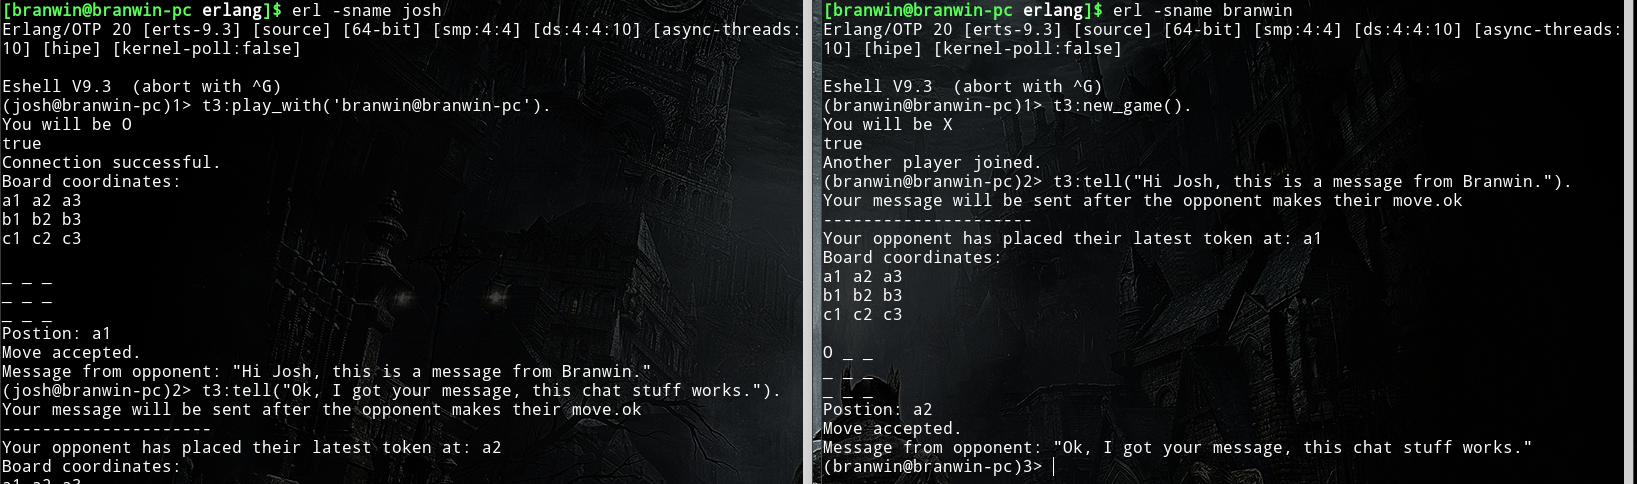 [branwin@branwin-pc erlang]$ erl -sname josh
Erlang/OTP 20 [erts-9.3] [source] [64-bit] [smp:4:4] [ds:4:4:10] [async-threads:
10] [hipe] [kernel-poll:false]
Eshell V9.3  (abort with ^G)
(josh@branwin-pc)1> t3:play_with('branwin@branwin-pc').
You will be O
true
Connection successful.
Board coordinates:
a1 a2 a3
b1 b2 b3
c1 c2 c3
_ _ _
_ _ _
_ _ _
Postion: a1
Move accepted.
Message from opponent: "Hi Josh, this is a message from Branwin."
(josh@branwin-pc)2> t3:tell("Ok, I got your message, this chat stuff works.").
Your message will be sent after the opponent makes their move.ok
---------------------
Your opponent has placed their latest token at: a2
Board coordinates:
a1 a2 a3
[branwin@branwin-pc erlang]$ erl -sname branwin
Erlang/OTP 20 [erts-9.3] [source] [64-bit] [smp:4:4] [ds:4:4:10] [async-threads:
10] [hipe] [kernel-poll:false]
Eshell V9.3  (abort with ^G)
(branwin@branwin-pc)1> t3:new_game().
You will be X
true
Another player joined.
(branwin@branwin-pc)2> t3:tell("Hi Josh, this is a message from Branwin.").
Your message will be sent after the opponent makes their move.ok
---------------------
Your opponent has placed their latest token at: a1
Board coordinates:
a1 a2 a3
b1 b2 b3
c1 c2 c3
O _ _
_ _ _
_ _ _
Postion: a2
Move accepted.
Message from opponent: "Ok, I got your message, this chat stuff works."
(branwin@branwin-pc)3>